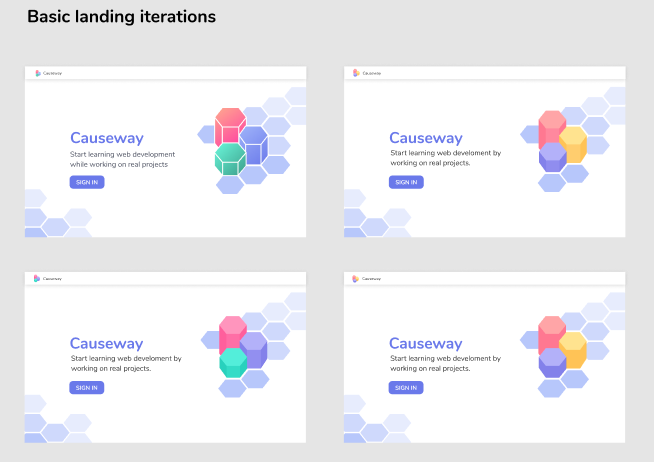 Basic landing iterations
Causeway
Causeway
Start learning web development
while working on real projects
SIGN IN
Causeway
Causeway
Start learning web develoment by
working on real projects.
SIGN IN
Causeway
Causeway
Start learning web develoment by
working on real projects.
SIGN IN
Causeway
Causeway
Start learning web develoment by
working on real projects.
SIGN IN